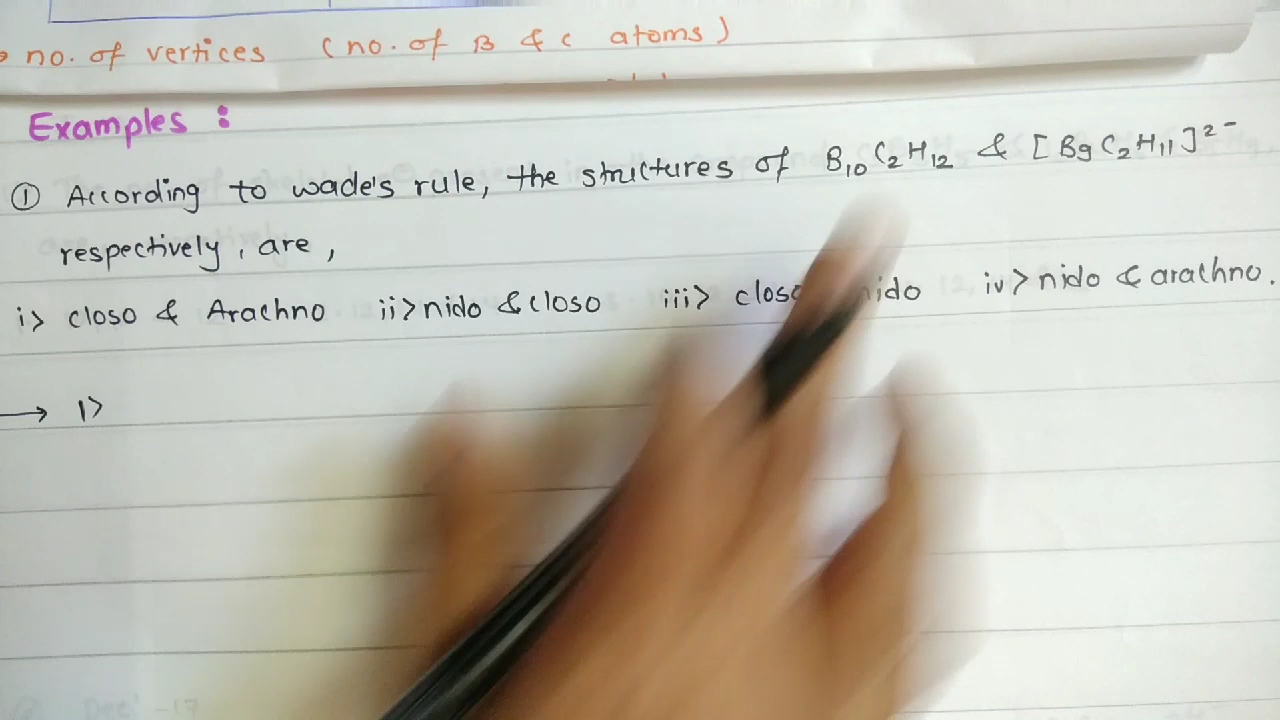 no. of vertices (no. of B & C atoms)
Examples :
① According to wade's rule, the structures of B₁₀C₂H₁₂ & [B₉C₂H₁₁]²⁻
respectively, are,
i> closo & Arachno ii> nido & closo iii> closo nido iv> nido & arachno.
→ 1>